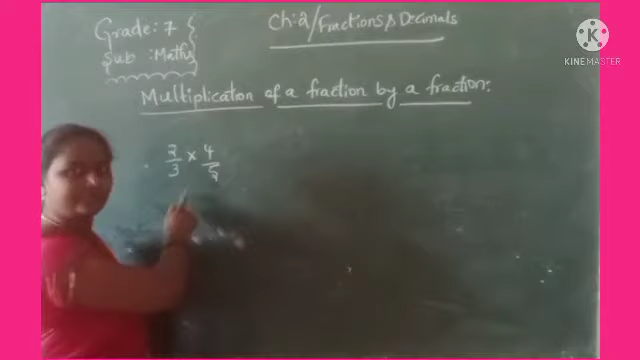 Grade: 7
Sub : Maths
Ch:2/Fractions & Decimals
KINEMASTER
Multiplication of a fraction by a fraction:
2/3 × 4/5